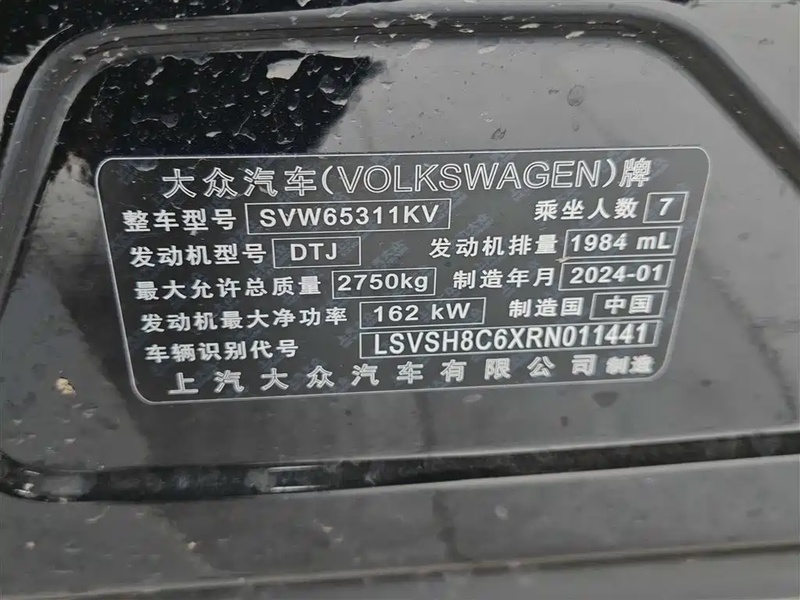 大众汽车(VOLKSWAGEN)牌
整车型号 SVW65311KV 乘坐人数 7
发动机型号 DTJ 发动机排量 1984 mL
最大允许总质量 2750kg 制造年月 2024-01
发动机最大净功率 162 kW 制造国 中国
车辆识别代号 LSVSH8C6XRN011441
上汽大众汽车有限公司 制造